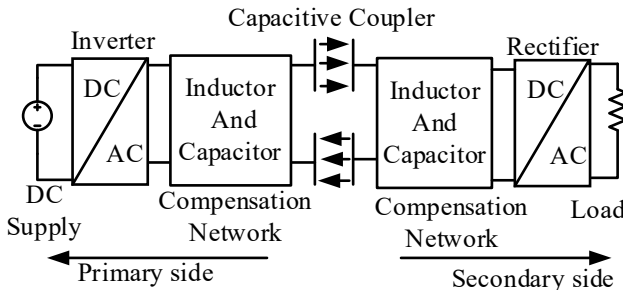 Capacitive Coupler
Inverter
Rectifier
DC
AC
Inductor
And
Capacitor
Inductor
And
Capacitor
DC
AC
DC
Supply
Compensation
Network
Compensation
Network
Load
Primary side
Secondary side